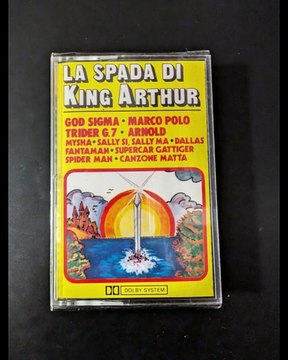 LA SPADA DI
KING ARTHUR
GOD SIGMA • MARCO POLO
TRIDER G.7 • ARNOLD
MYSHA • SALLY SI, SALLY MA • DALLAS
FANTAMAN • SUPERCAR GATTIGER
SPIDER MAN • CANZONE MATTA
DOLBY SYSTEM